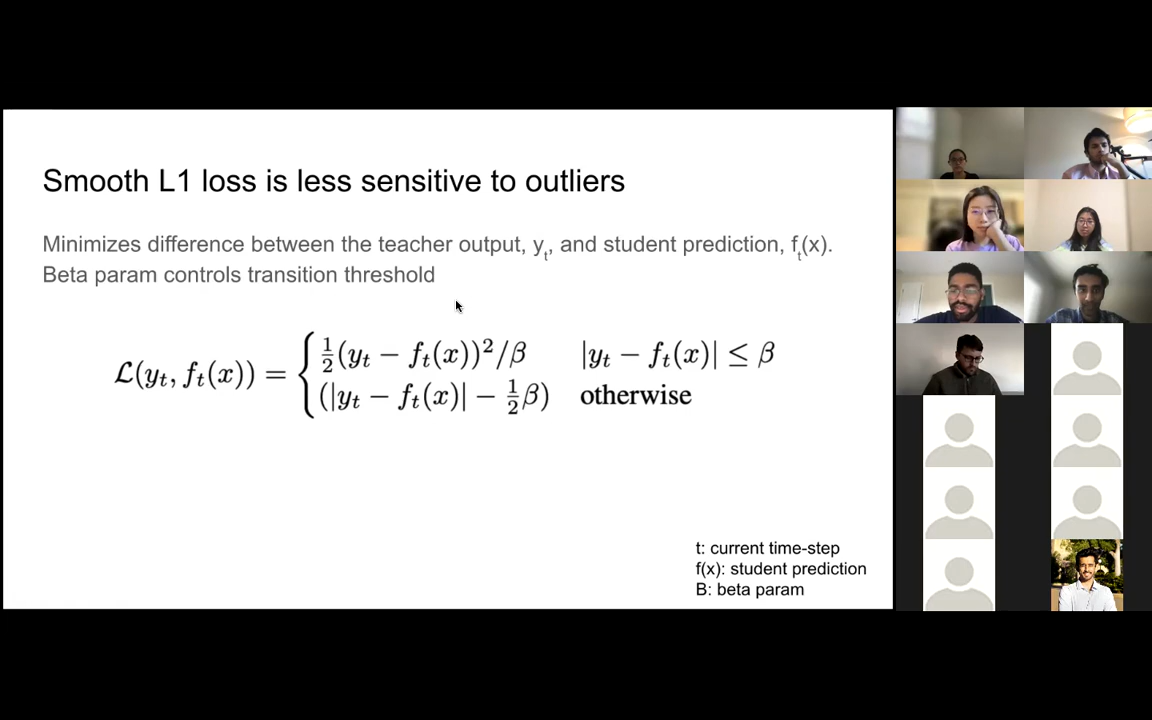 Smooth L1 loss is less sensitive to outliers
Minimizes difference between the teacher output, yₜ, and student prediction, fₜ(x).
Beta param controls transition threshold
ℒ(yₜ, fₜ(x)) = { ½(yₜ − fₜ(x))²/β |yₜ − fₜ(x)| ≤ β
(|yₜ − fₜ(x)| − ½β) otherwise
t: current time-step
f(x): student prediction
B: beta param